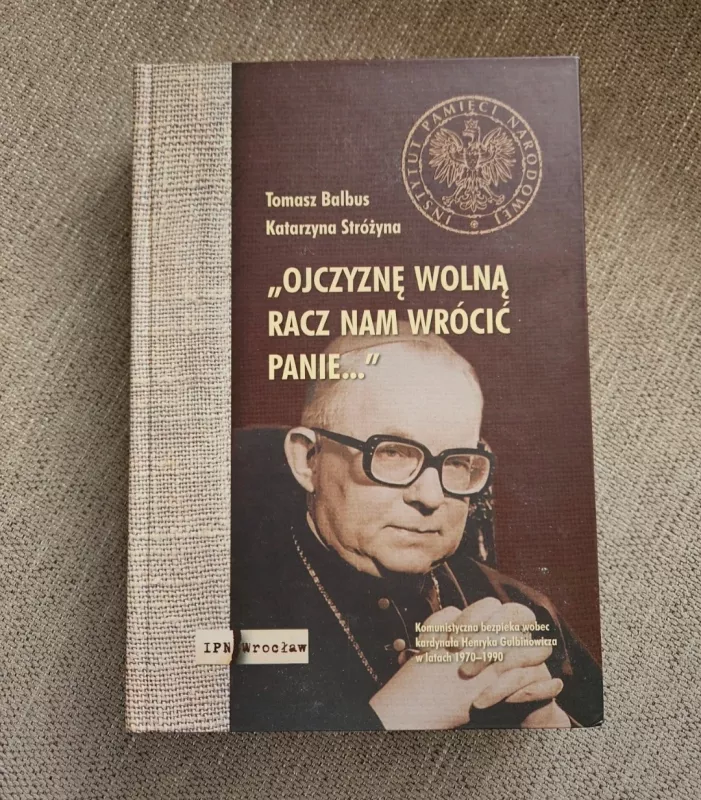 INSTYTUT PAMIĘCI NARODOWEJ
Tomasz Balbus
Katarzyna Stróżyna
„OJCZYZNĘ WOLNĄ
RACZ NAM WRÓCIĆ
PANIE..."
Komunistyczna bezpieka wobec
kardynała Henryka Gulbinowicza
w latach 1970–1990
IPN Wrocław